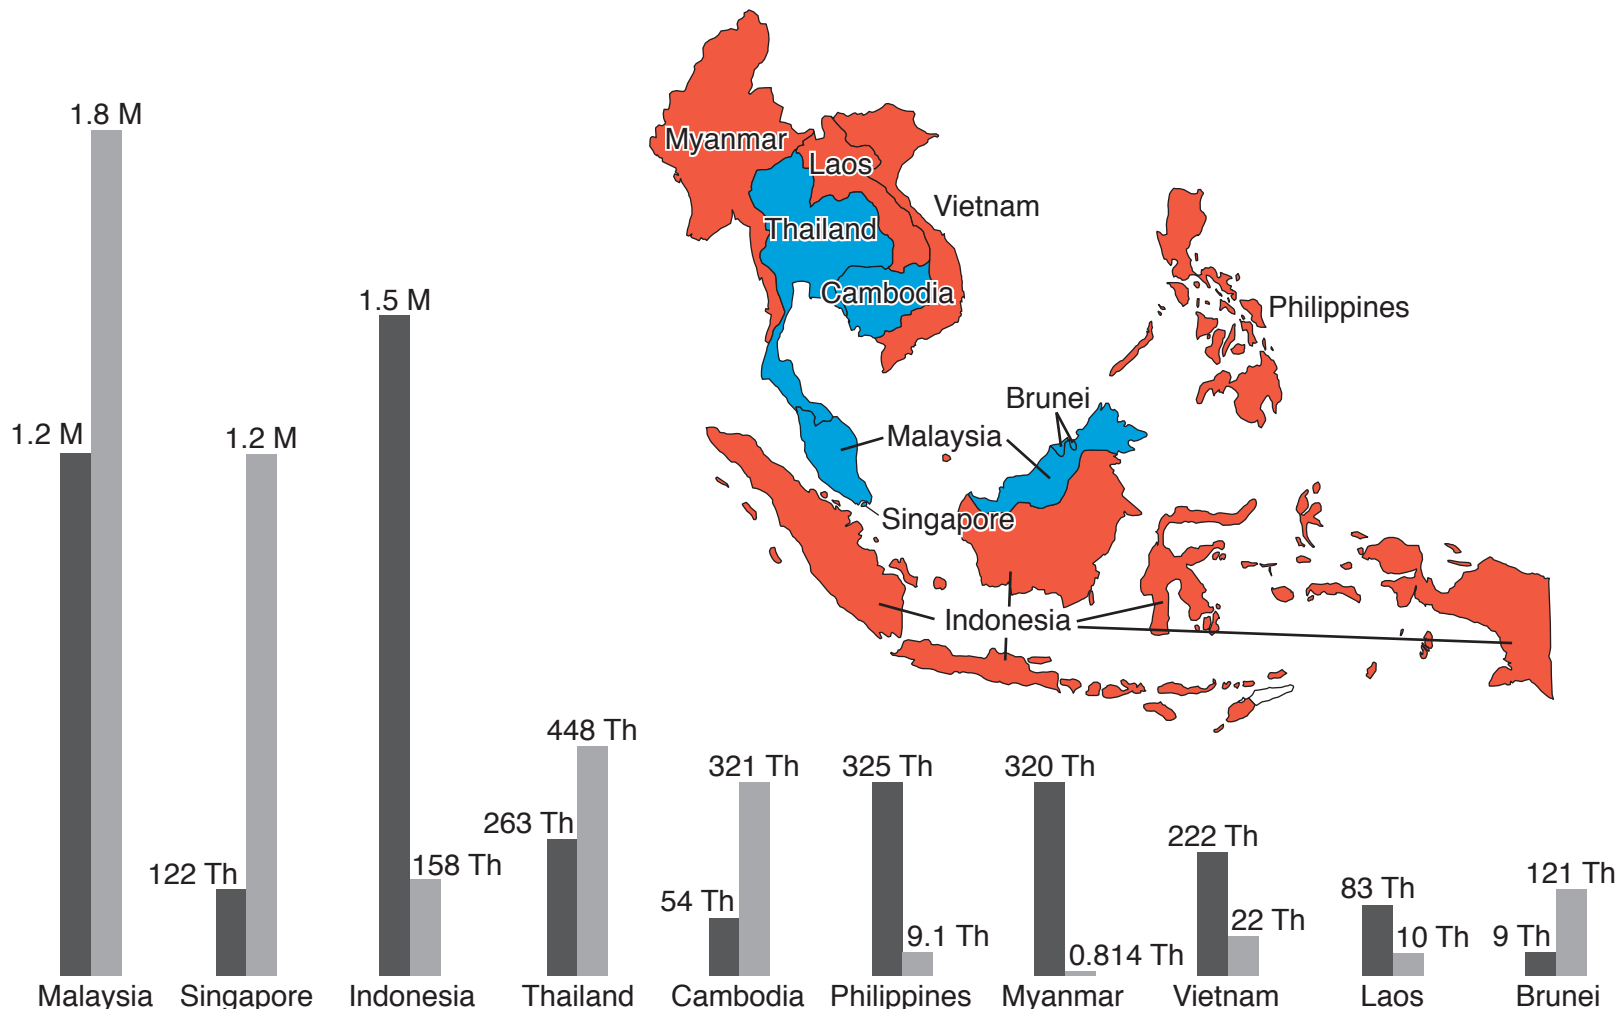 Myanmar
Laos
Vietnam
Thailand
Cambodia
Philippines
Brunei
Malaysia
Singapore
Indonesia
1.2 M
1.8 M
122 Th
1.2 M
1.5 M
158 Th
263 Th
448 Th
54 Th
321 Th
325 Th
9.1 Th
320 Th
0.814 Th
222 Th
22 Th
83 Th
10 Th
9 Th
121 Th
Malaysia
Singapore
Indonesia
Thailand
Cambodia
Philippines
Myanmar
Vietnam
Laos
Brunei